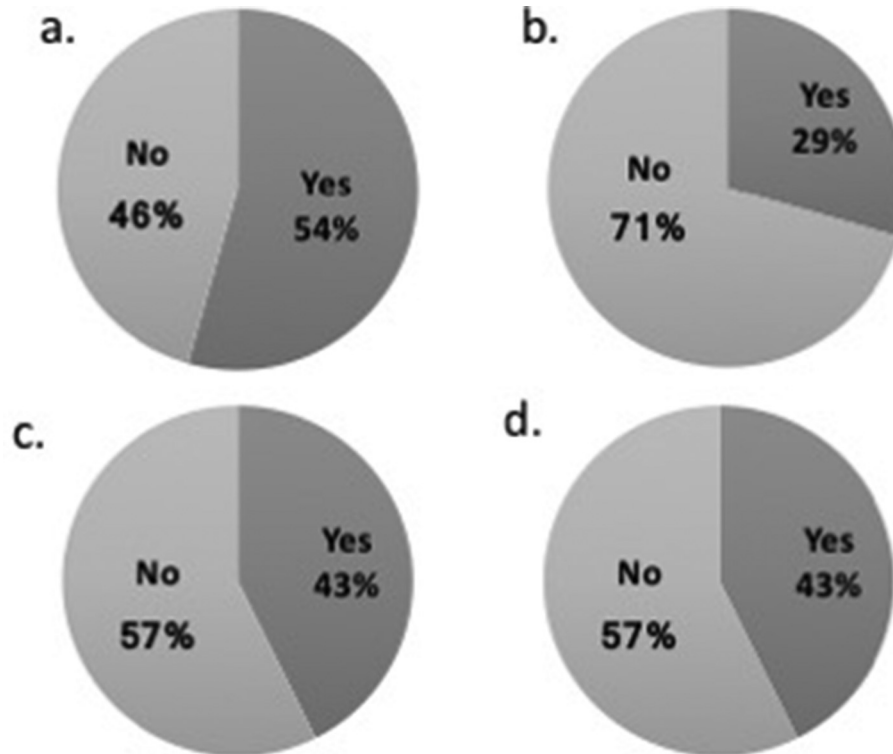 a.
No
46%
Yes
54%
b.
No
71%
Yes
29%
c.
No
57%
Yes
43%
d.
No
57%
Yes
43%